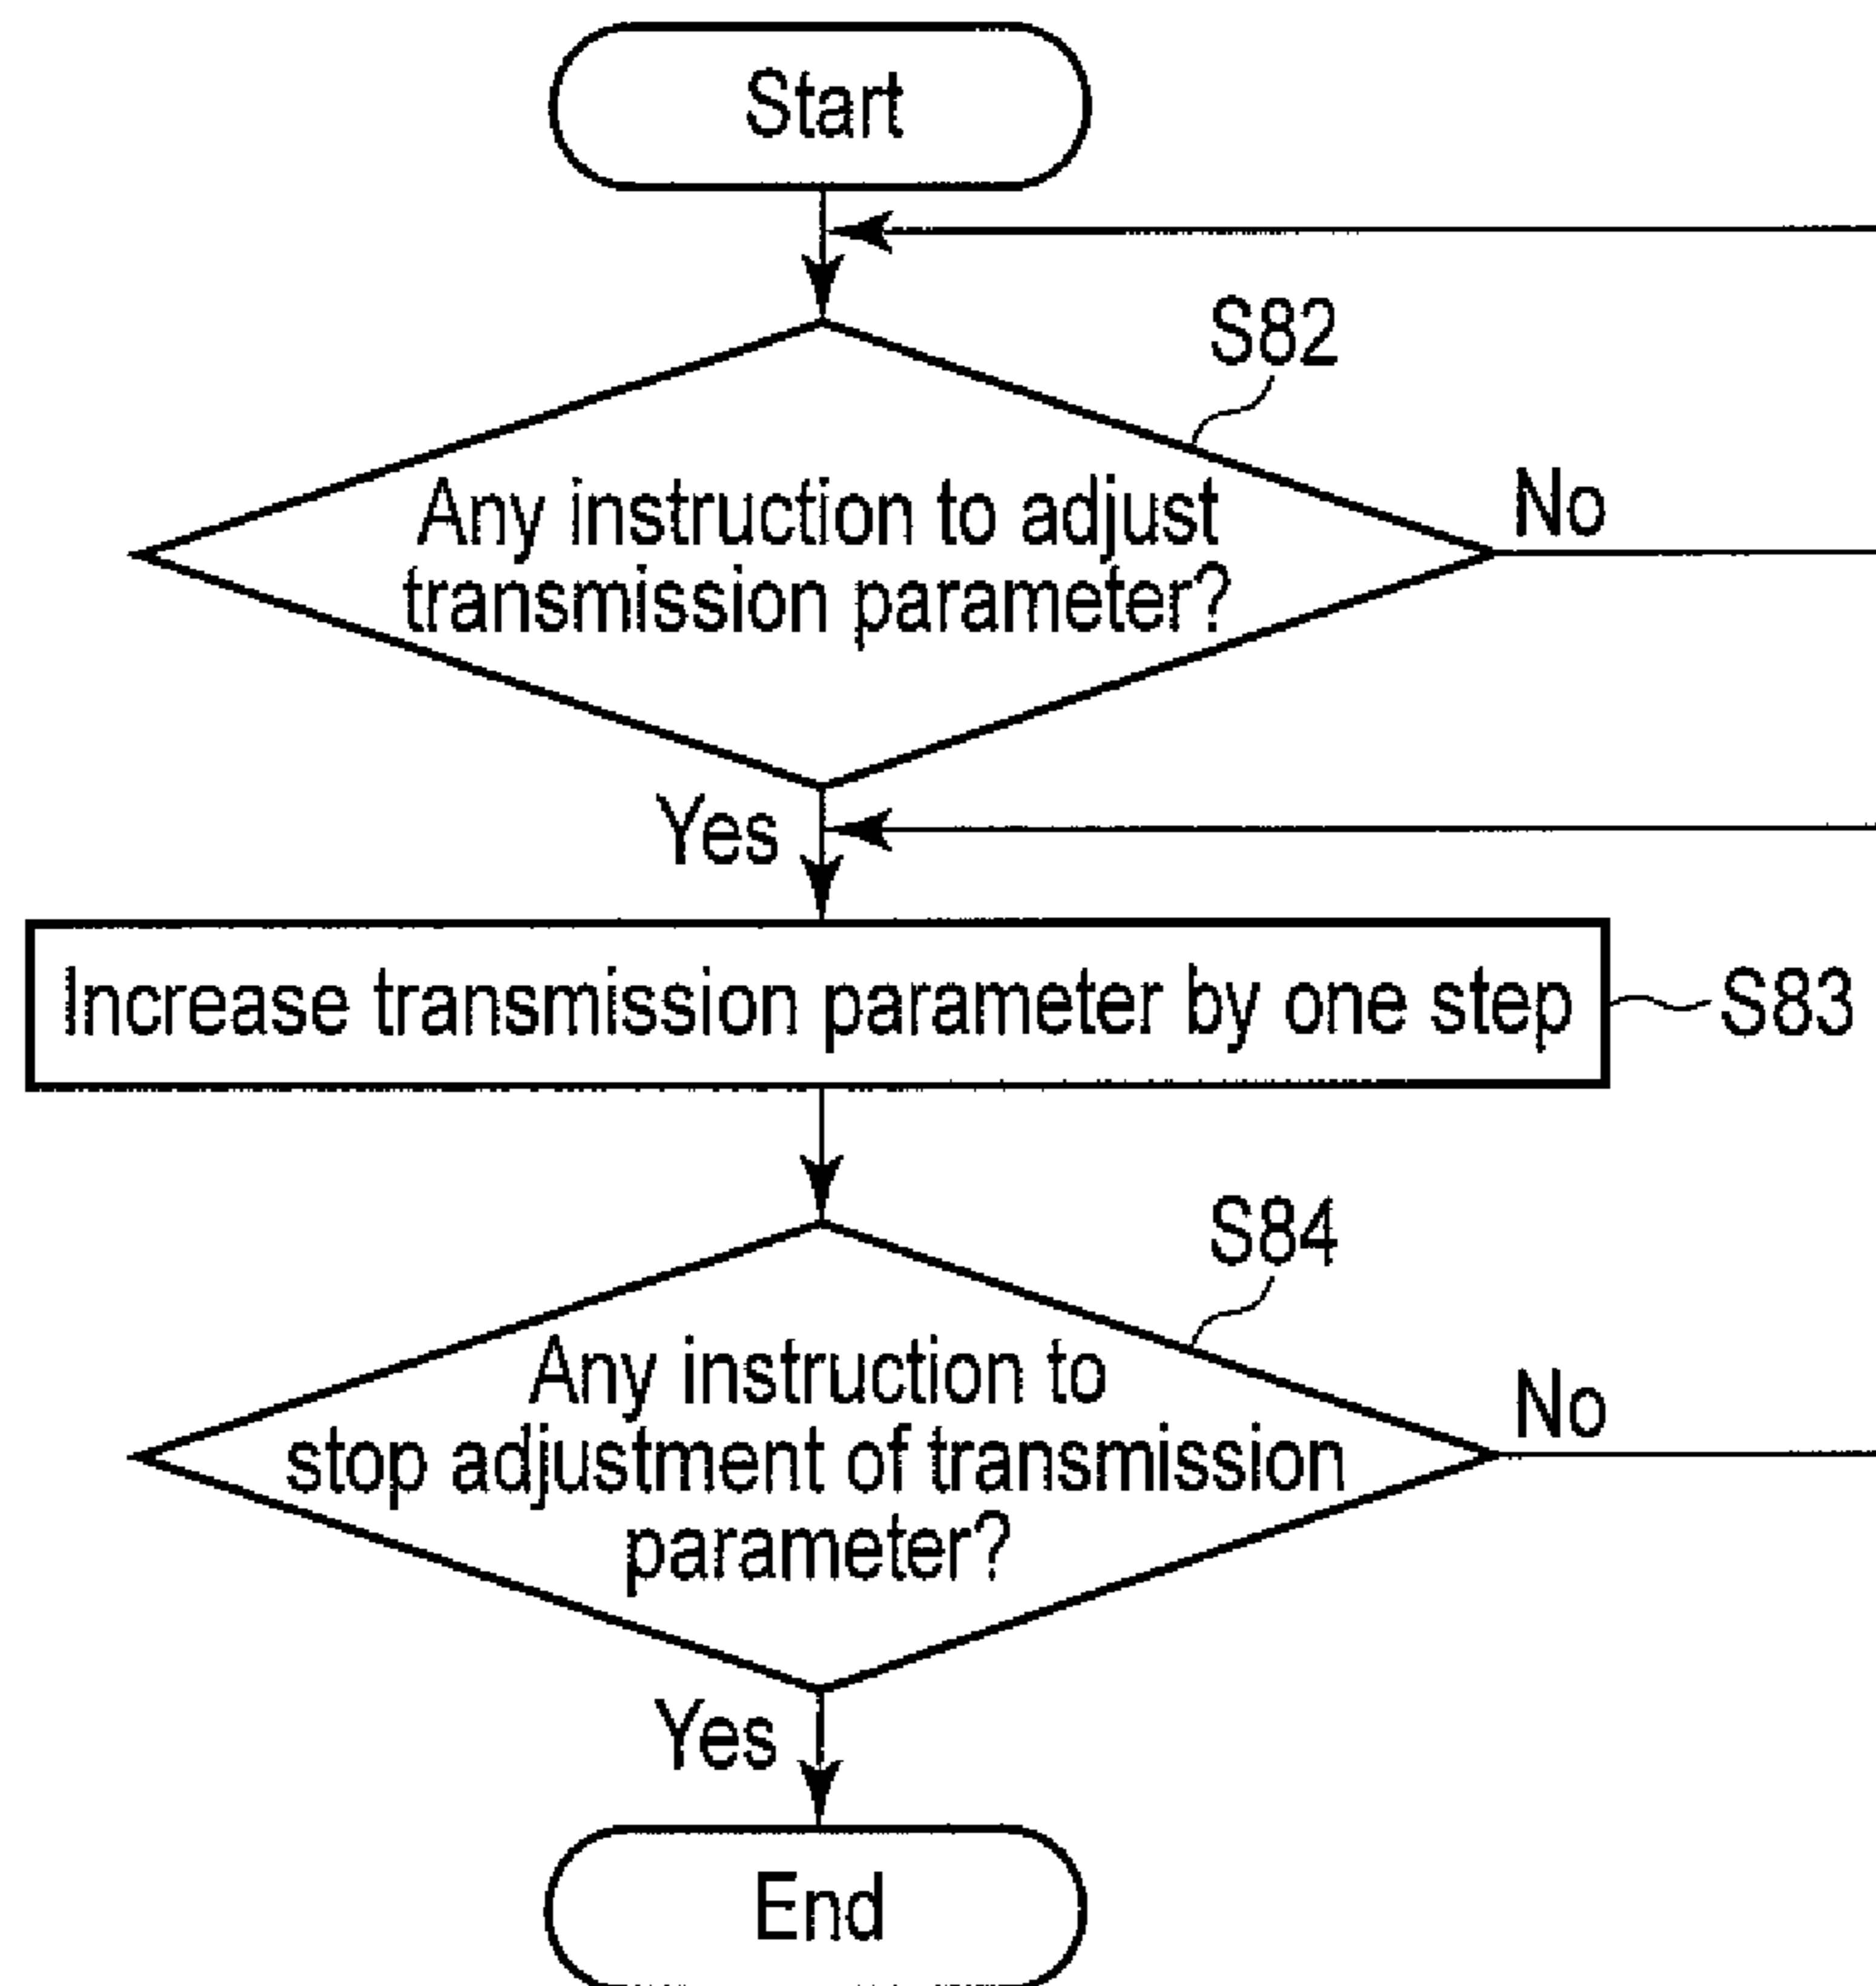 Start
S82
Any instruction to adjust
transmission parameter?
No
Yes
Increase transmission parameter by one step
S83
S84
Any instruction to
stop adjustment of transmission
parameter?
No
Yes
End